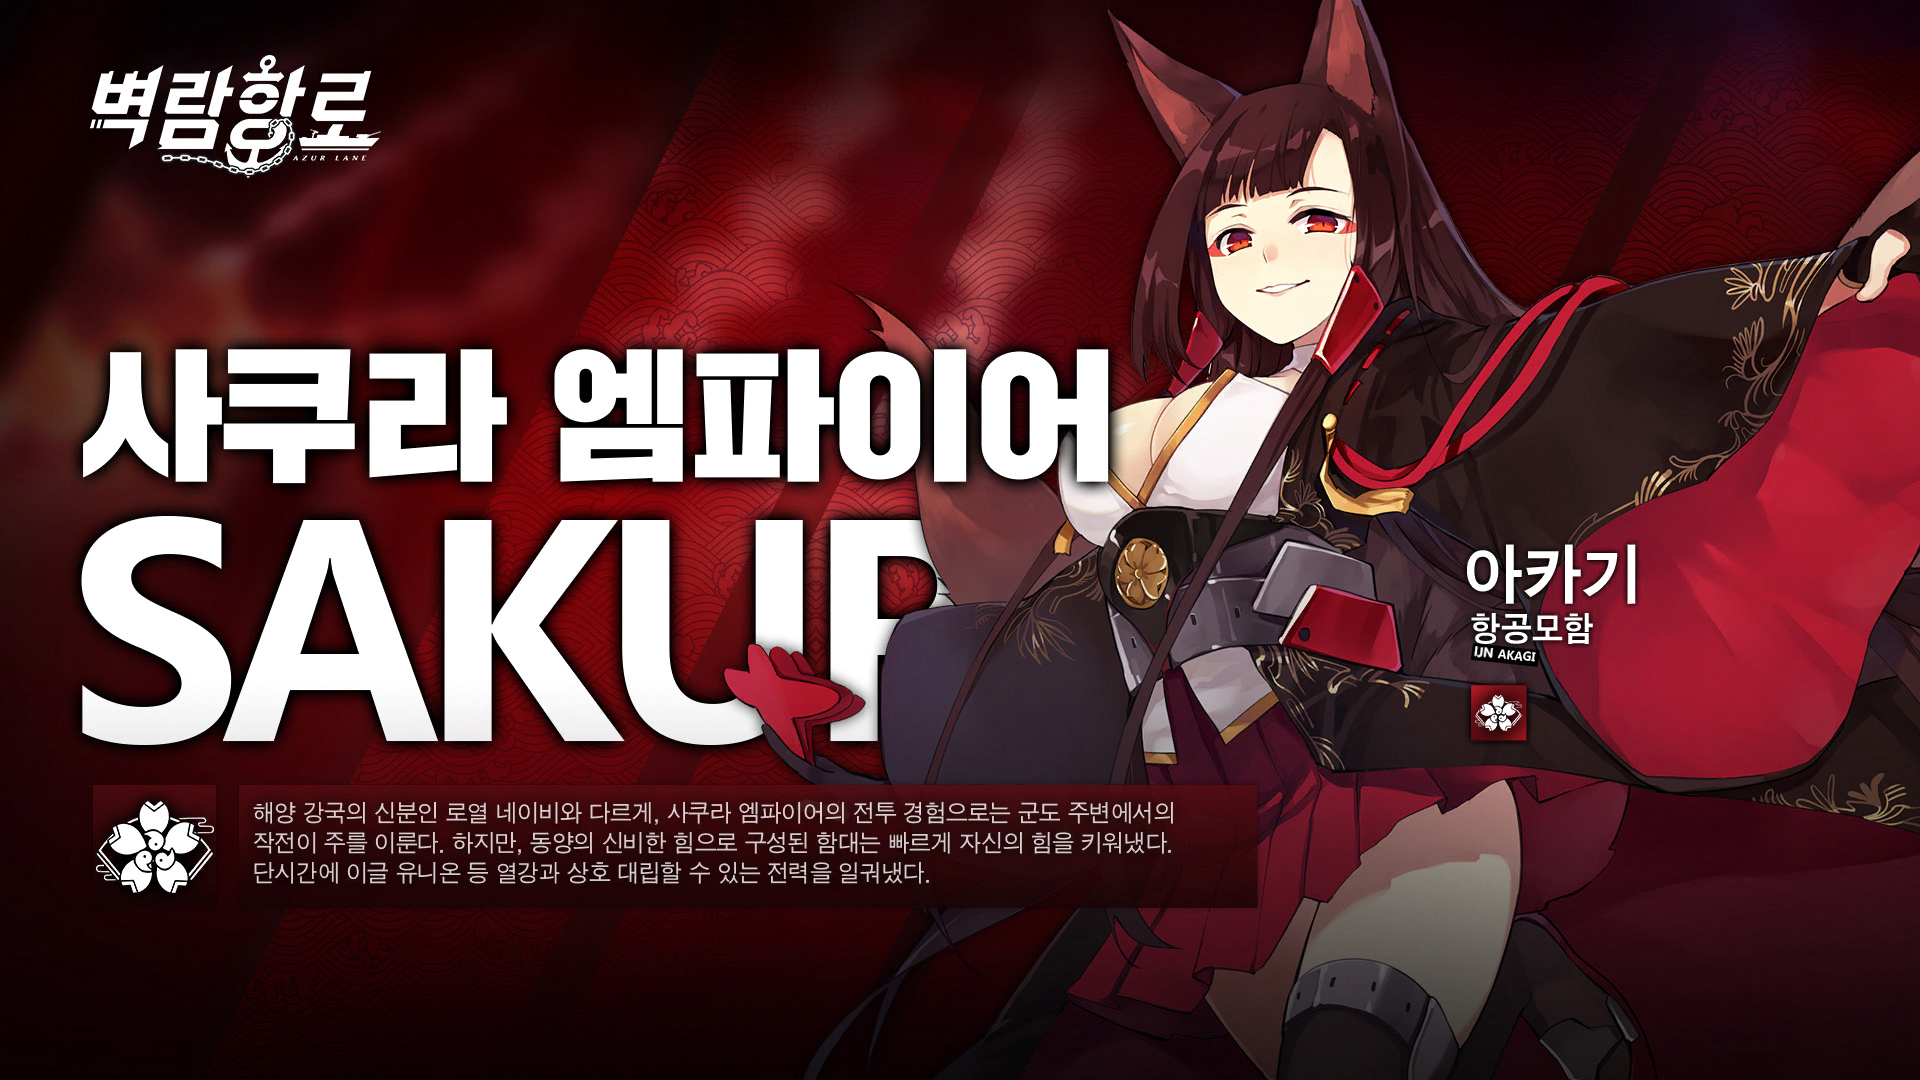 벽람항로
AZUR LANE
사쿠라 엠파이어
SAKUR
아카기
항공모함
IJN AKAGI
해양 강국의 신분인 로열 네이비와 다르게, 사쿠라 엠파이어의 전투 경험으로는 군도 주변에서의
작전이 주를 이룬다. 하지만, 동양의 신비한 힘으로 구성된 함대는 빠르게 자신의 힘을 키워냈다.
단시간에 이글 유니온 등 열강과 상호 대립할 수 있는 전력을 일궈냈다.